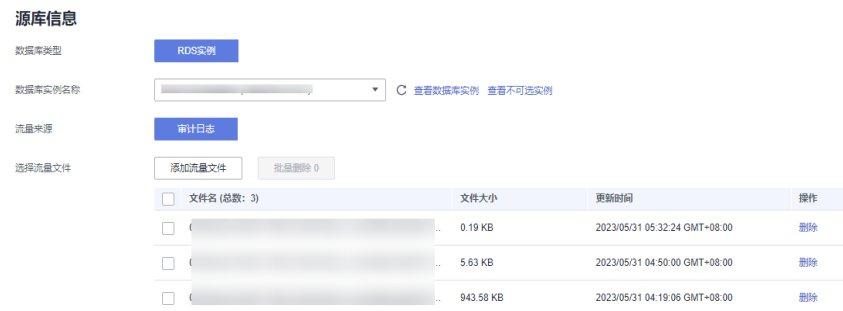 源库信息
数据库类型 RDS实例
数据库实例名称 查看数据库实例 查看不可选实例
流量来源 审计日志
选择流量文件 添加流量文件 批量删除 0
文件名 (总数：3) 文件大小 更新时间 操作
.. 0.19 KB 2023/05/31 05:32:24 GMT+08:00 删除
.. 5.63 KB 2023/05/31 04:50:00 GMT+08:00 删除
.. 943.58 KB 2023/05/31 04:19:06 GMT+08:00 删除